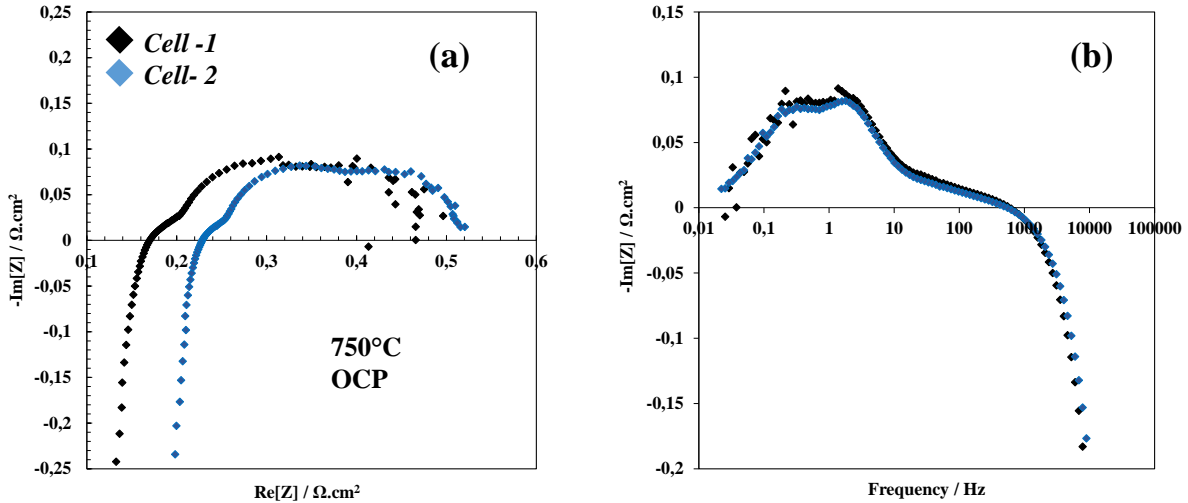 0,25
0,2
0,15
0,1
0,05
0
-0,05
-0,1
-0,15
-0,2
-0,25
-Im[Z] / Ω.cm²
Cell -1
Cell- 2
(a)
0,1 0,2 0,3 0,4 0,5 0,6
750°C
OCP
Re[Z] / Ω.cm²
0,15
0,1
0,05
0
-0,05
-0,1
-0,15
-0,2
-Im[Z] / Ω.cm²
(b)
0,01 0,1 1 10 100 1000 10000 100000
Frequency / Hz